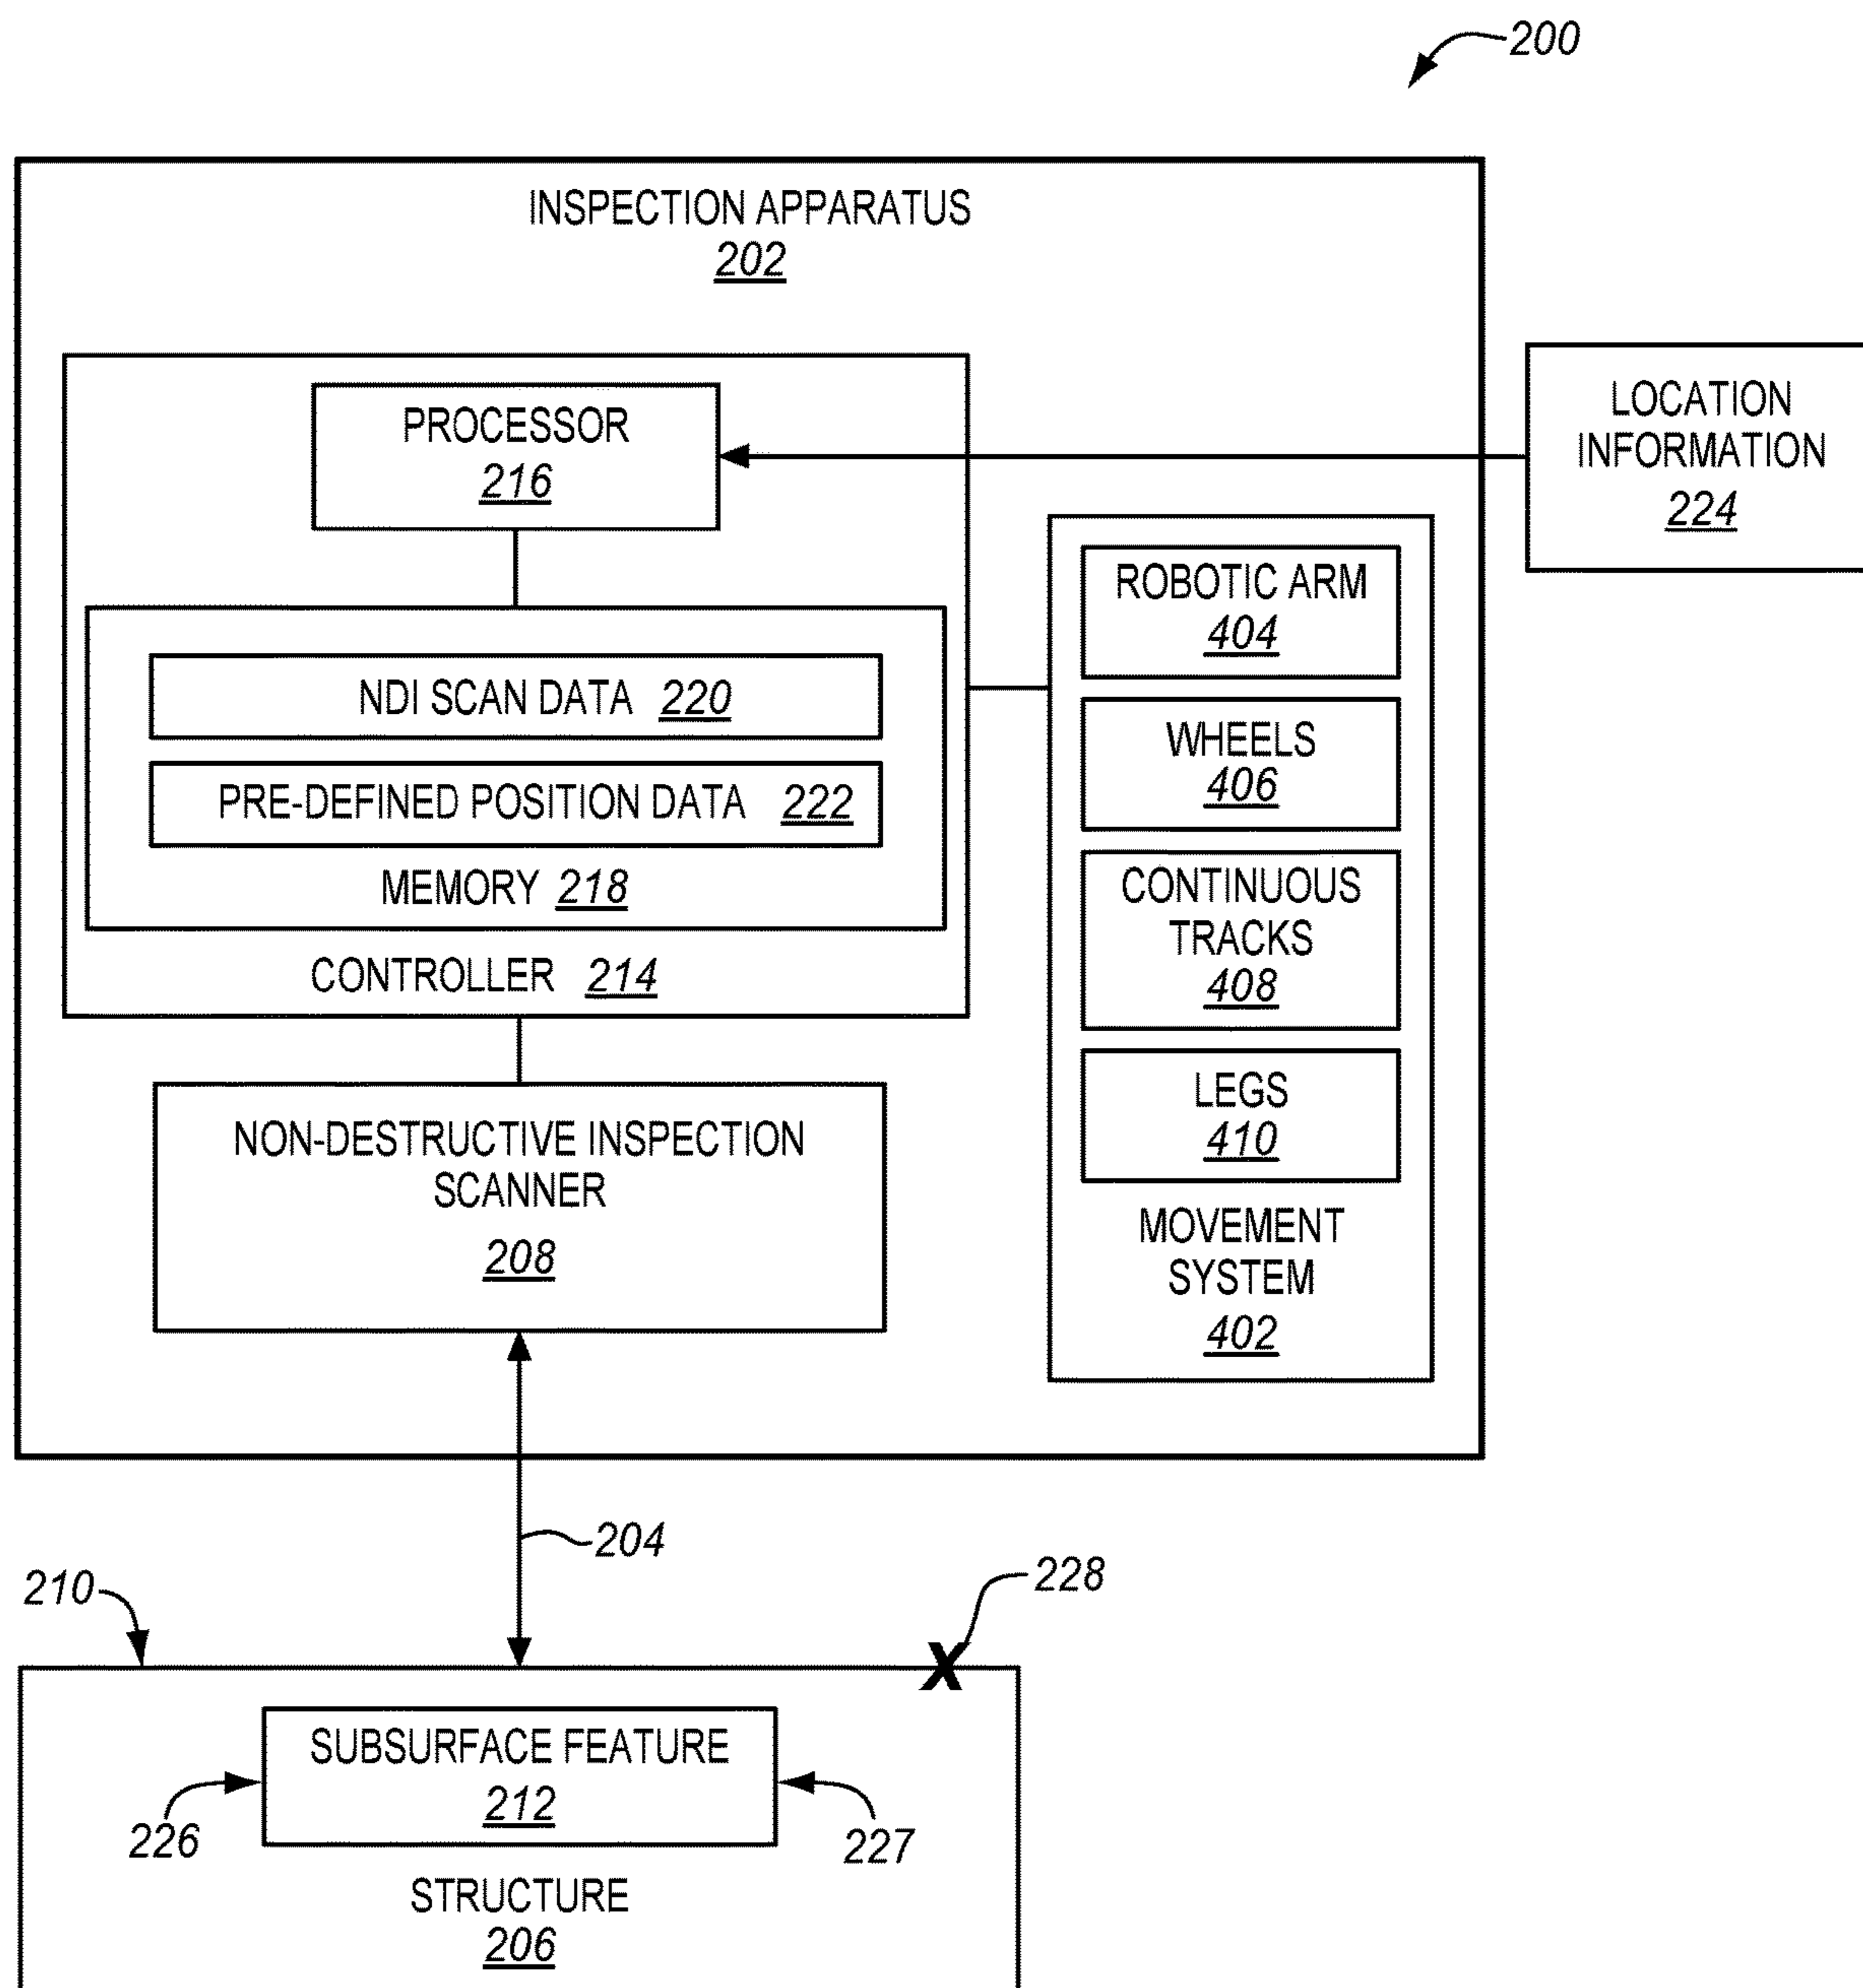 200
INSPECTION APPARATUS
202
PROCESSOR
216
LOCATION
INFORMATION
224
NDI SCAN DATA 220
PRE-DEFINED POSITION DATA 222
MEMORY 218
CONTROLLER 214
ROBOTIC ARM
404
WHEELS
406
CONTINUOUS
TRACKS
408
LEGS
410
MOVEMENT
SYSTEM
402
NON-DESTRUCTIVE INSPECTION
SCANNER
208
204
210
228
X
SUBSURFACE FEATURE
212
226
227
STRUCTURE
206